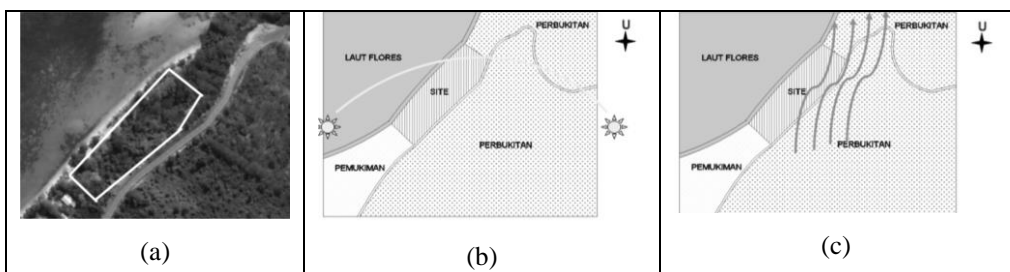 (a)
PERBUKITAN
U
LAUT FLORES
SITE
PERBUKITAN
PEMUKIMAN
(b)
PERBUKITAN
U
LAUT FLORES
SITE
PERBUKITAN
PEMUKIMAN
(c)